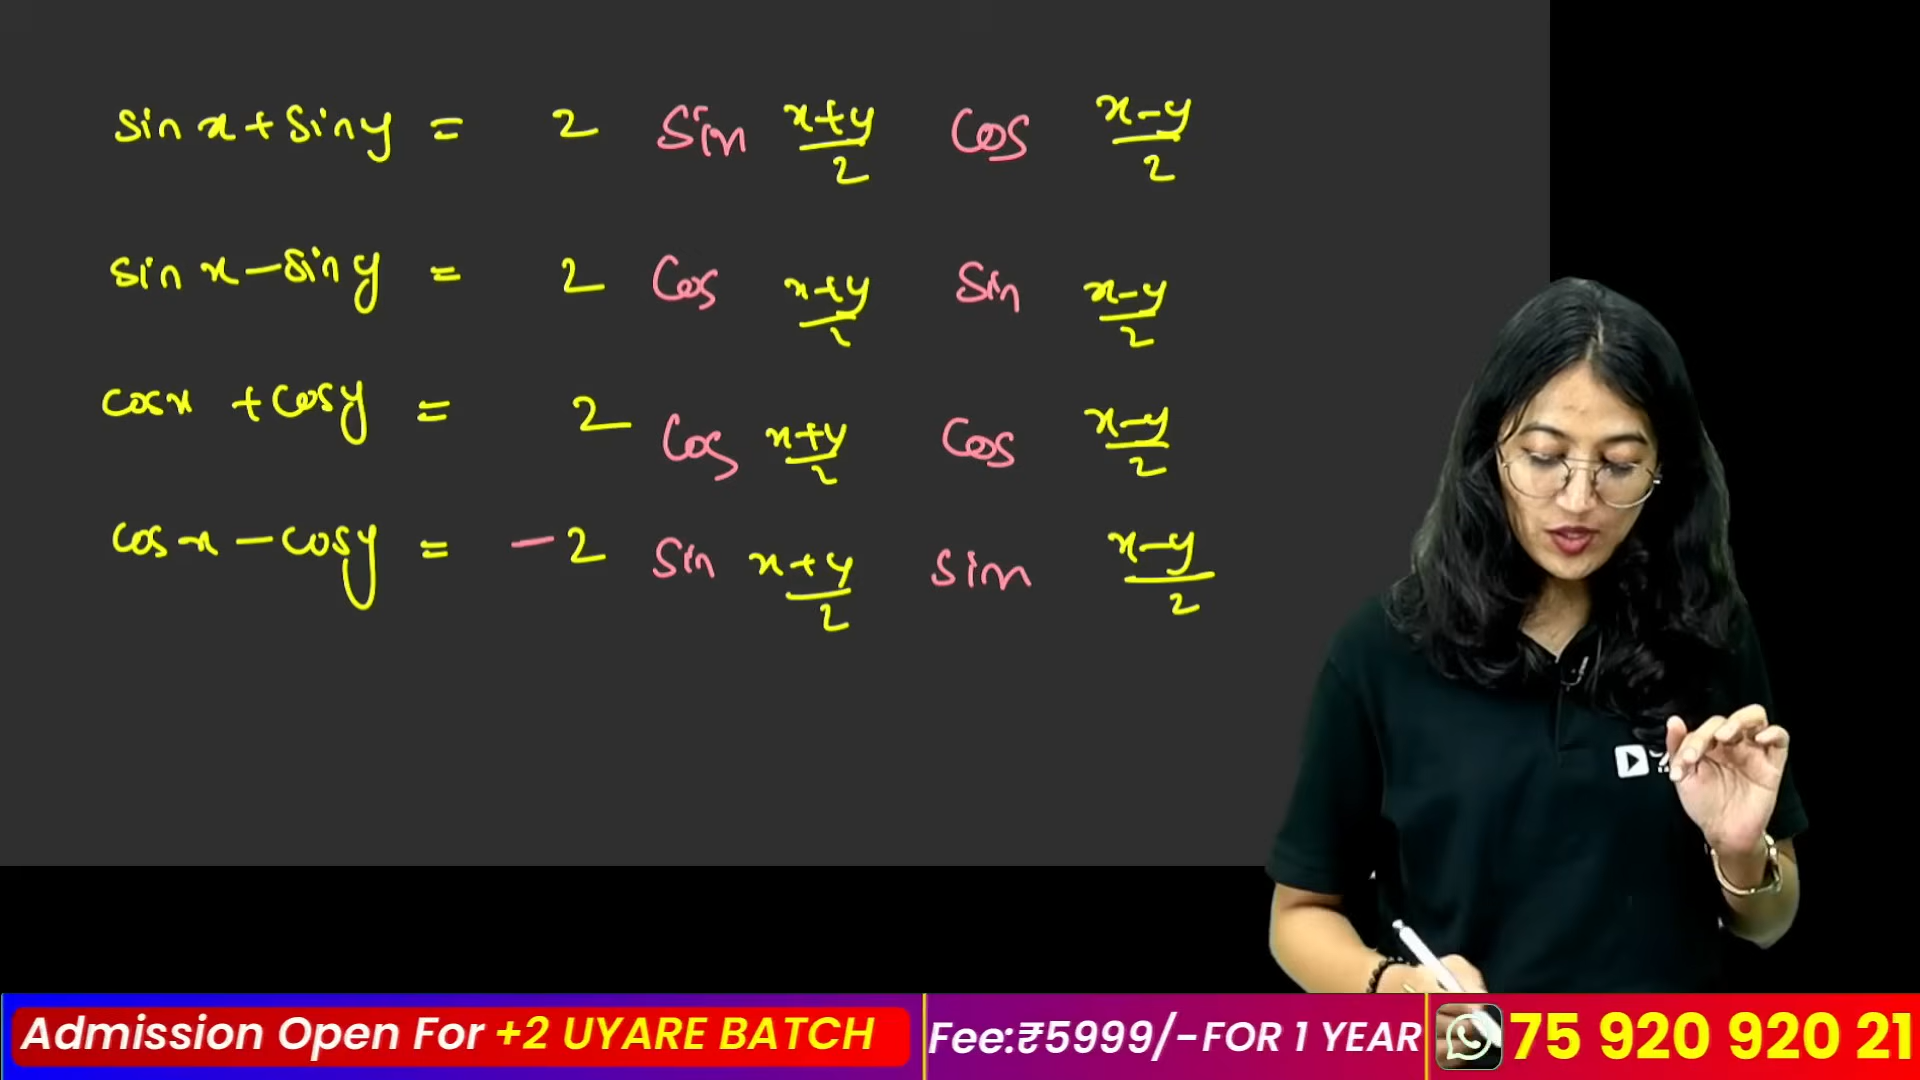 sin x + sin y = 2 Sin x+y/2 Cos x-y/2
sin x - sin y = 2 Cos x+y/2 Sin x-y/2
cos x + cos y = 2 Cos x+y/2 Cos x-y/2
cos x - cos y = -2 Sin x+y/2 Sin x-y/2
Admission Open For +2 UYARE BATCH
Fee:₹5999/-FOR 1 YEAR
75 920 920 21